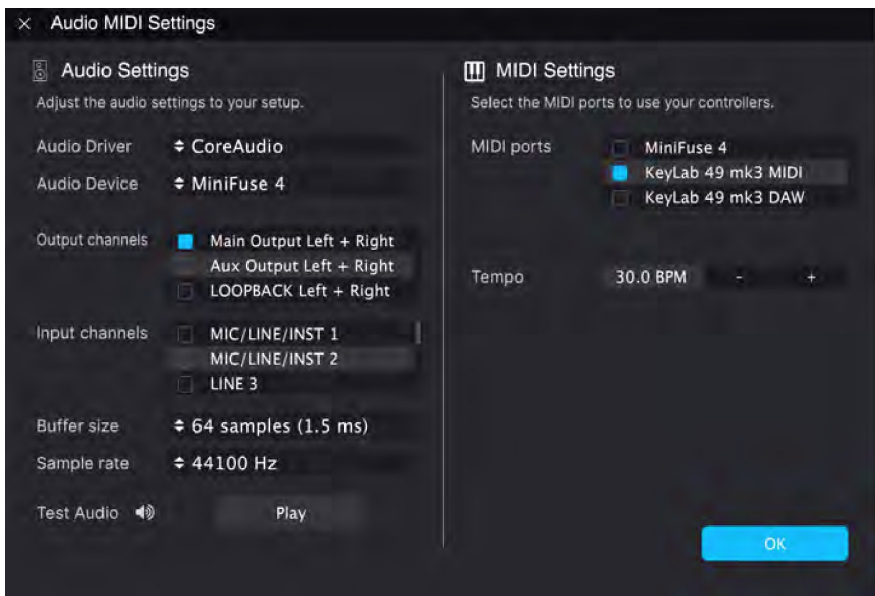 × Audio MIDI Settings
Audio Settings
Adjust the audio settings to your setup.
Audio Driver CoreAudio
Audio Device MiniFuse 4
Output channels Main Output Left + Right
Aux Output Left + Right
LOOPBACK Left + Right
Input channels MIC/LINE/INST 1
MIC/LINE/INST 2
LINE 3
Buffer size 64 samples (1.5 ms)
Sample rate 44100 Hz
Test Audio Play
MIDI Settings
Select the MIDI ports to use your controllers.
MIDI ports MiniFuse 4
KeyLab 49 mk3 MIDI
KeyLab 49 mk3 DAW
Tempo 30.0 BPM - +
OK